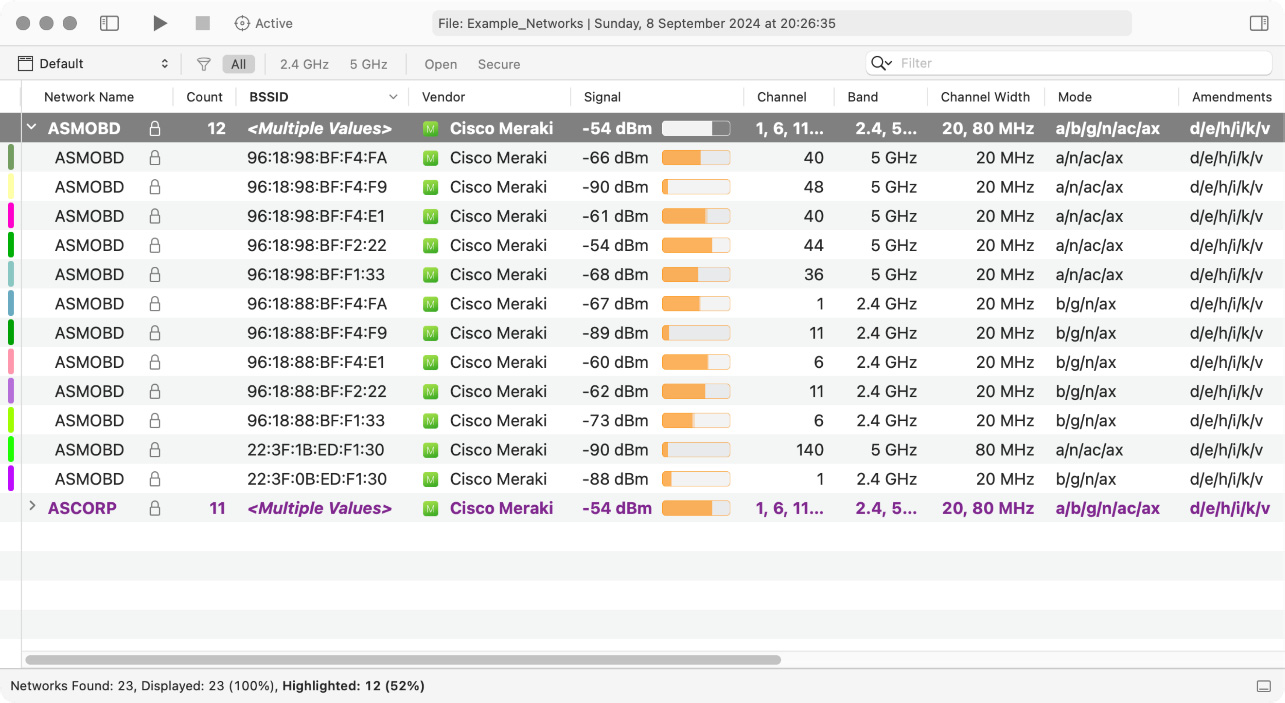 Active File: Example_Networks | Sunday, 8 September 2024 at 20:26:35
Default All 2.4 GHz 5 GHz Open Secure Filter
Network Name Count BSSID Vendor Signal Channel Band Channel Width Mode Amendments
ASMOBD 12 <Multiple Values> M Cisco Meraki -54 dBm 1, 6, 11... 2.4, 5... 20, 80 MHz a/b/g/n/ac/ax d/e/h/i/k/v
ASMOBD 96:18:98:BF:F4:FA M Cisco Meraki -66 dBm 40 5 GHz 20 MHz a/n/ac/ax d/e/h/i/k/v
ASMOBD 96:18:98:BF:F4:F9 M Cisco Meraki -90 dBm 48 5 GHz 20 MHz a/n/ac/ax d/e/h/i/k/v
ASMOBD 96:18:98:BF:F4:E1 M Cisco Meraki -61 dBm 40 5 GHz 20 MHz a/n/ac/ax d/e/h/i/k/v
ASMOBD 96:18:98:BF:F2:22 M Cisco Meraki -54 dBm 44 5 GHz 20 MHz a/n/ac/ax d/e/h/i/k/v
ASMOBD 96:18:98:BF:F1:33 M Cisco Meraki -68 dBm 36 5 GHz 20 MHz a/n/ac/ax d/e/h/i/k/v
ASMOBD 96:18:88:BF:F4:FA M Cisco Meraki -67 dBm 1 2.4 GHz 20 MHz b/g/n/ax d/e/h/i/k/v
ASMOBD 96:18:88:BF:F4:F9 M Cisco Meraki -89 dBm 11 2.4 GHz 20 MHz b/g/n/ax d/e/h/i/k/v
ASMOBD 96:18:88:BF:F4:E1 M Cisco Meraki -60 dBm 6 2.4 GHz 20 MHz b/g/n/ax d/e/h/i/k/v
ASMOBD 96:18:88:BF:F2:22 M Cisco Meraki -62 dBm 11 2.4 GHz 20 MHz b/g/n/ax d/e/h/i/k/v
ASMOBD 96:18:88:BF:F1:33 M Cisco Meraki -73 dBm 6 2.4 GHz 20 MHz b/g/n/ax d/e/h/i/k/v
ASMOBD 22:3F:1B:ED:F1:30 M Cisco Meraki -90 dBm 140 5 GHz 80 MHz a/n/ac/ax d/e/h/i/k/v
ASMOBD 22:3F:0B:ED:F1:30 M Cisco Meraki -88 dBm 1 2.4 GHz 20 MHz b/g/n/ax d/e/h/i/k/v
ASCORP 11 <Multiple Values> M Cisco Meraki -54 dBm 1, 6, 11... 2.4, 5... 20, 80 MHz a/b/g/n/ac/ax d/e/h/i/k/v
Networks Found: 23, Displayed: 23 (100%), Highlighted: 12 (52%)